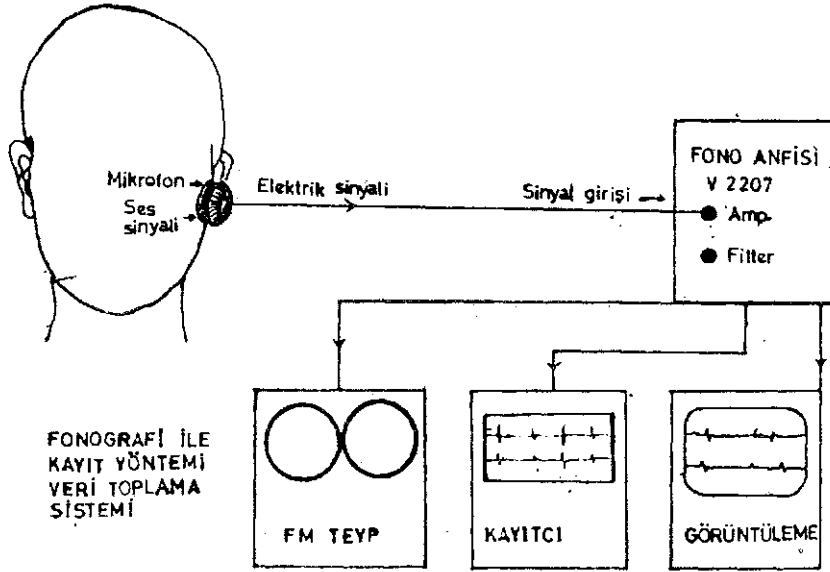 Mikrofon
Ses
sinyali
Elektrik sinyali
Sinyal girişi
FONO ANFİSİ
V 2207
Amp.
Fitter
FONOGRAFİ İLE
KAYIT YÖNTEMİ
VERİ TOPLAMA
SİSTEMİ
FM TEYP
KAYITCI
GÖRÜNTÜLEME